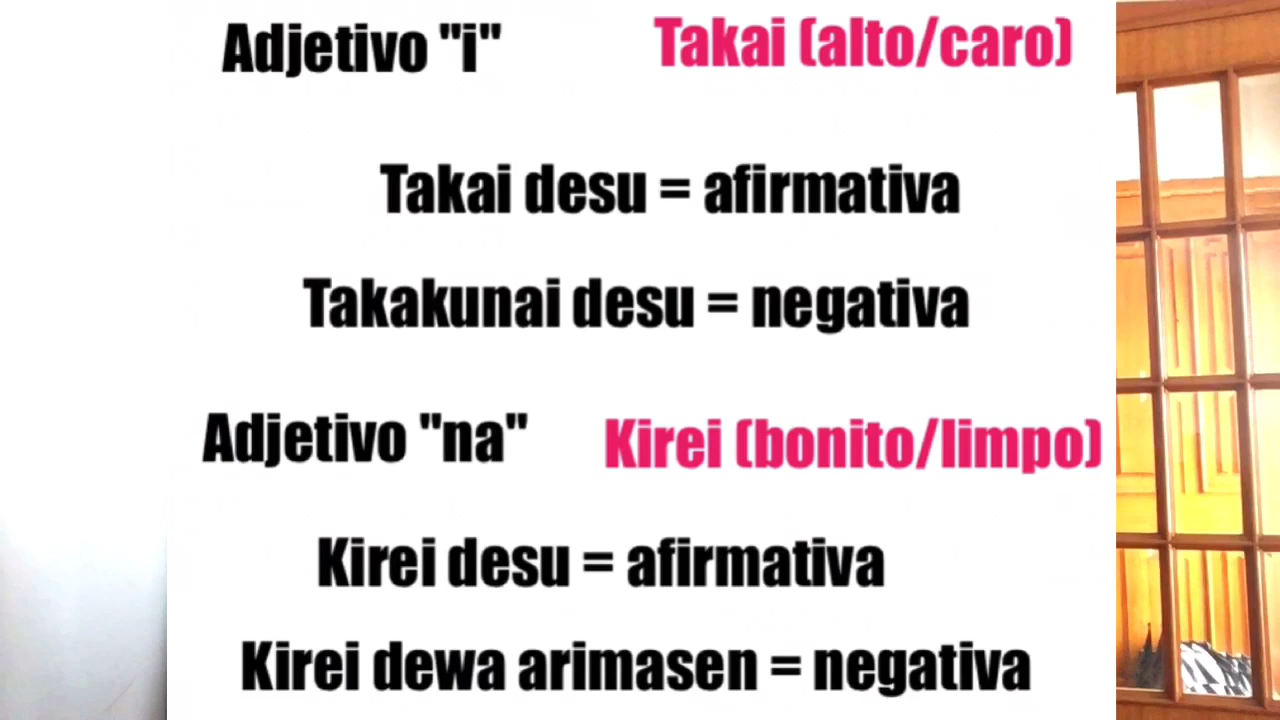 Adjetivo "i" Takai (alto/caro)
Takai desu = afirmativa
Takakunai desu = negativa
Adjetivo "na" Kirei (bonito/limpo)
Kirei desu = afirmativa
Kirei dewa arimasen = negativa